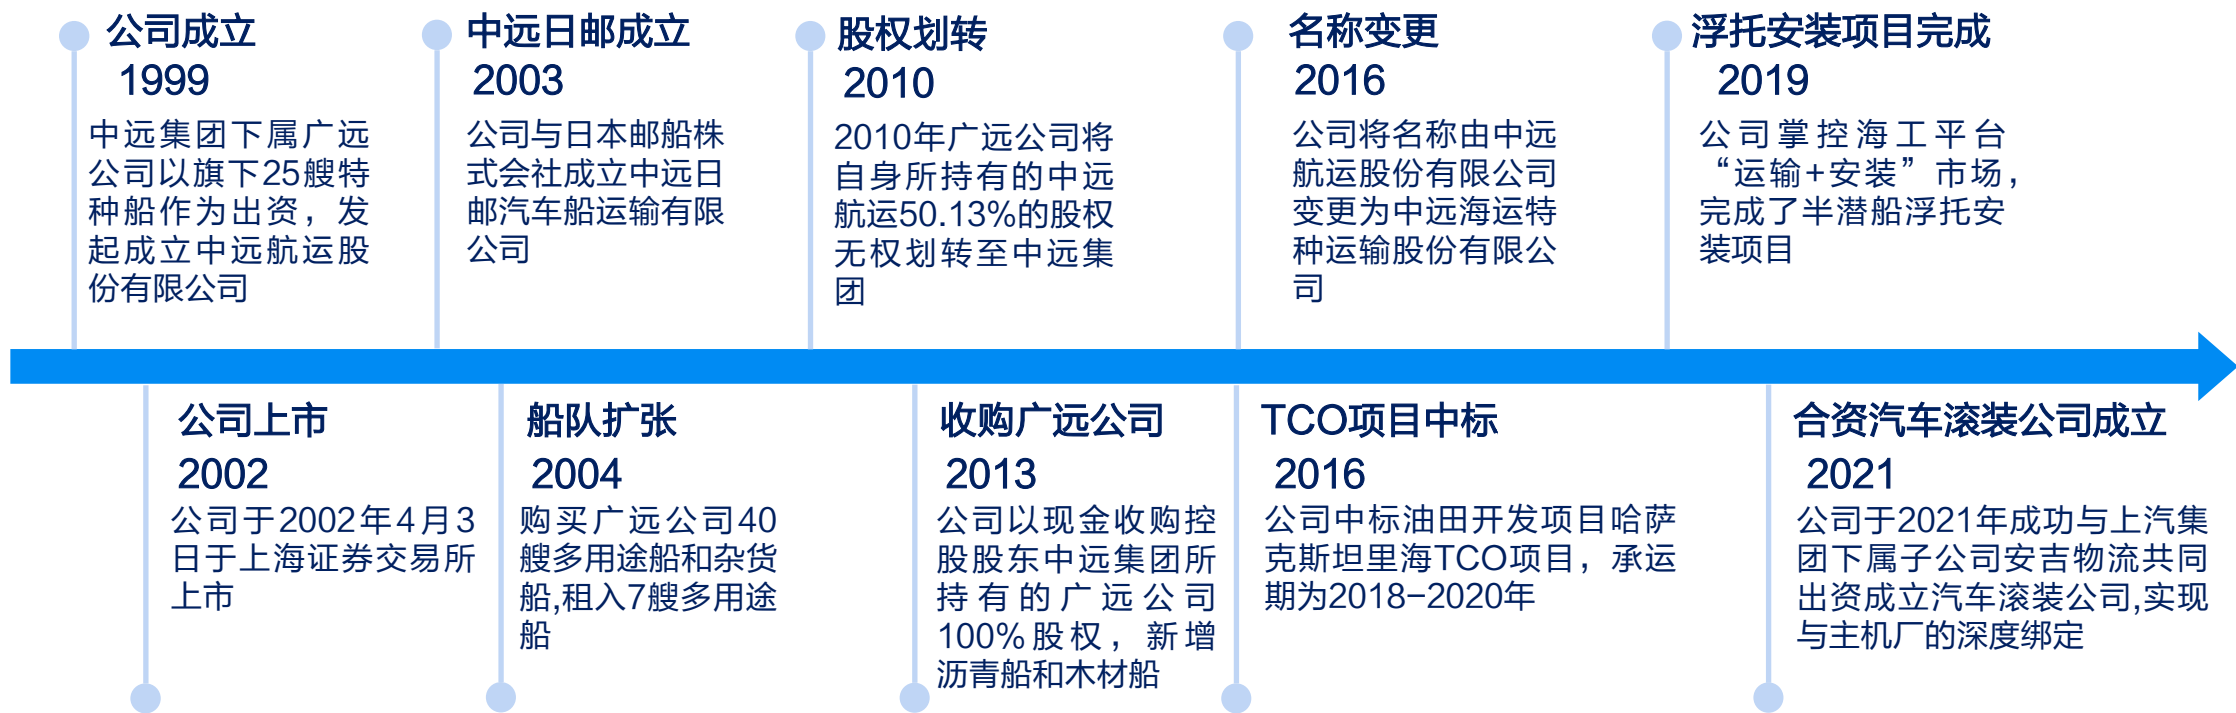 公司成立
1999
中远集团下属广远
公司以旗下25艘特
种船作为出资，发
起成立中远航运股
份有限公司
中远日邮成立
2003
公司与日本邮船株
式会社成立中远日
邮汽车船运输有限
公司
股权划转
2010
2010年广远公司将
自身所持有的中远
航运50.13%的股权
无权划转至中远集
团
名称变更
2016
公司将名称由中远
航运股份有限公司
变更为中远海运特
种运输股份有限公
司
浮托安装项目完成
2019
公司掌控海工平台
“运输+安装”市场，
完成了半潜船浮托安
装项目
公司上市
2002
公司于2002年4月3
日于上海证券交易所
上市
船队扩张
2004
购买广远公司40
艘多用途船和杂货
船,租入7艘多用途
船
收购广远公司
2013
公司以现金收购控
股股东中远集团所
持有的广远公司
100%股权，新增
沥青船和木材船
TCO项目中标
2016
公司中标油田开发项目哈萨
克斯坦里海TCO项目，承运
期为2018-2020年
合资汽车滚装公司成立
2021
公司于2021年成功与上汽集
团下属子公司安吉物流共同
出资成立汽车滚装公司,实现
与主机厂的深度绑定